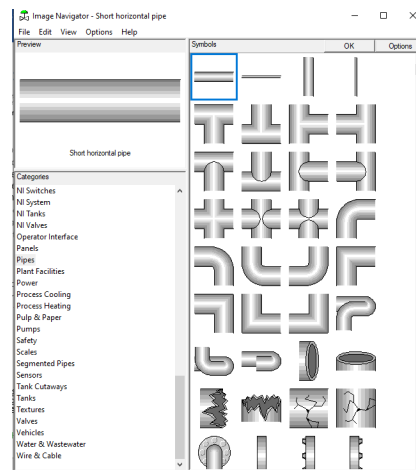 Image Navigator - Short horizontal pipe
File Edit View Options Help
Preview
Short horizontal pipe
Categories
NI Switches
NI System
NI Tanks
NI Valves
Operator Interface
Panels
Pipes
Plant Facilities
Power
Process Cooling
Process Heating
Pulp & Paper
Pumps
Safety
Scales
Segmented Pipes
Sensors
Tank Cutaways
Tanks
Textures
Valves
Vehicles
Water & Wastewater
Wire & Cable
Symbols OK Options